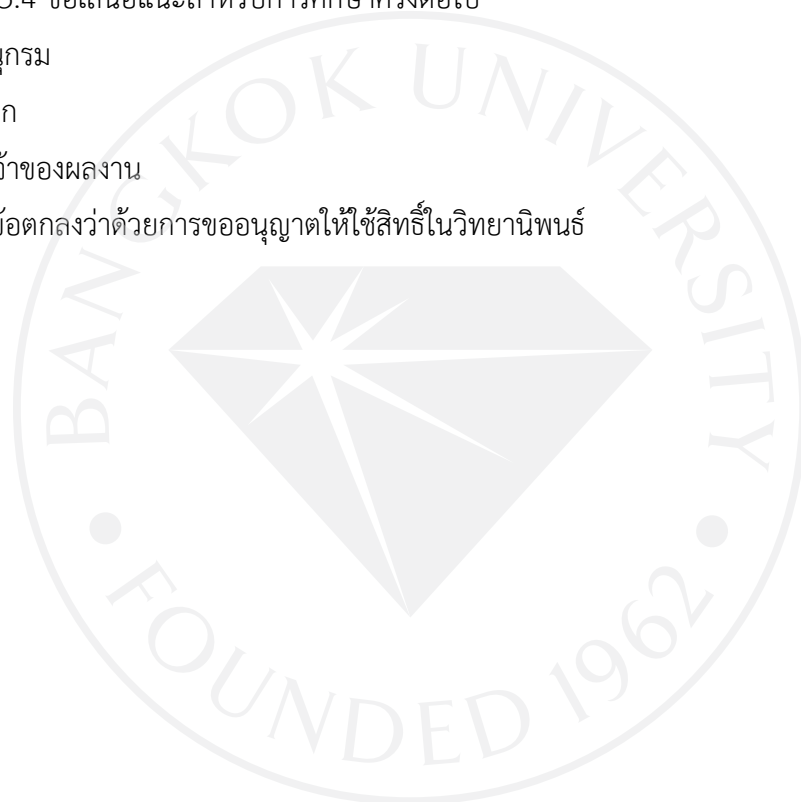 5.4 ข้อเสนอแนะสำหรับการศึกษาครั้งต่อไป
เจ้าของผลงาน
ข้อตกลงว่าด้วยการขออนุญาตให้ใช้สิทธิ์ในวิทยานิพนธ์
BANGKOK UNIVERSITY
FOUNDED 1962